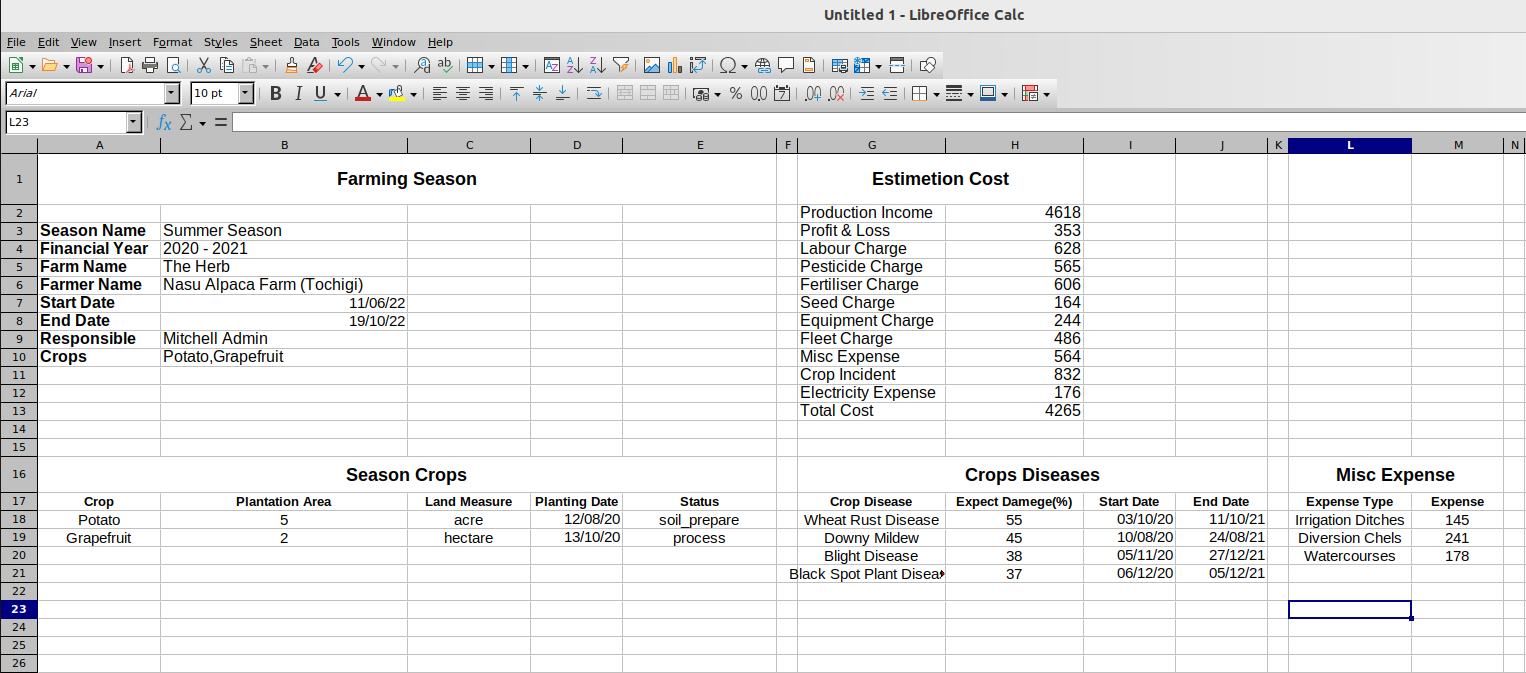 Untitled 1 - LibreOffice Calc
File Edit View Insert Format Styles Sheet Data Tools Window Help
Arial 10 pt B I U A % 0.0 .00 .00
L23 fx Σ =
A B C D E F G H I J K L M N
1 Farming Season Estimetion Cost
2 Production Income 4618
3 Season Name Summer Season Profit & Loss 353
4 Financial Year 2020 - 2021 Labour Charge 628
5 Farm Name The Herb Pesticide Charge 565
6 Farmer Name Nasu Alpaca Farm (Tochigi) Fertiliser Charge 606
7 Start Date 11/06/22 Seed Charge 164
8 End Date 19/10/22 Equipment Charge 244
9 Responsible Mitchell Admin Fleet Charge 486
10 Crops Potato,Grapefruit Misc Expense 564
11 Crop Incident 832
12 Electricity Expense 176
13 Total Cost 4265
14
15
16 Season Crops Crops Diseases Misc Expense
17 Crop Plantation Area Land Measure Planting Date Status Crop Disease Expect Damege(%) Start Date End Date Expense Type Expense
18 Potato 5 acre 12/08/20 soil_prepare Wheat Rust Disease 55 03/10/20 11/10/21 Irrigation Ditches 145
19 Grapefruit 2 hectare 13/10/20 process Downy Mildew 45 10/08/20 24/08/21 Diversion Chels 241
20 Blight Disease 38 05/11/20 27/12/21 Watercourses 178
21 Black Spot Plant Disea 37 06/12/20 05/12/21
22
23
24
25
26